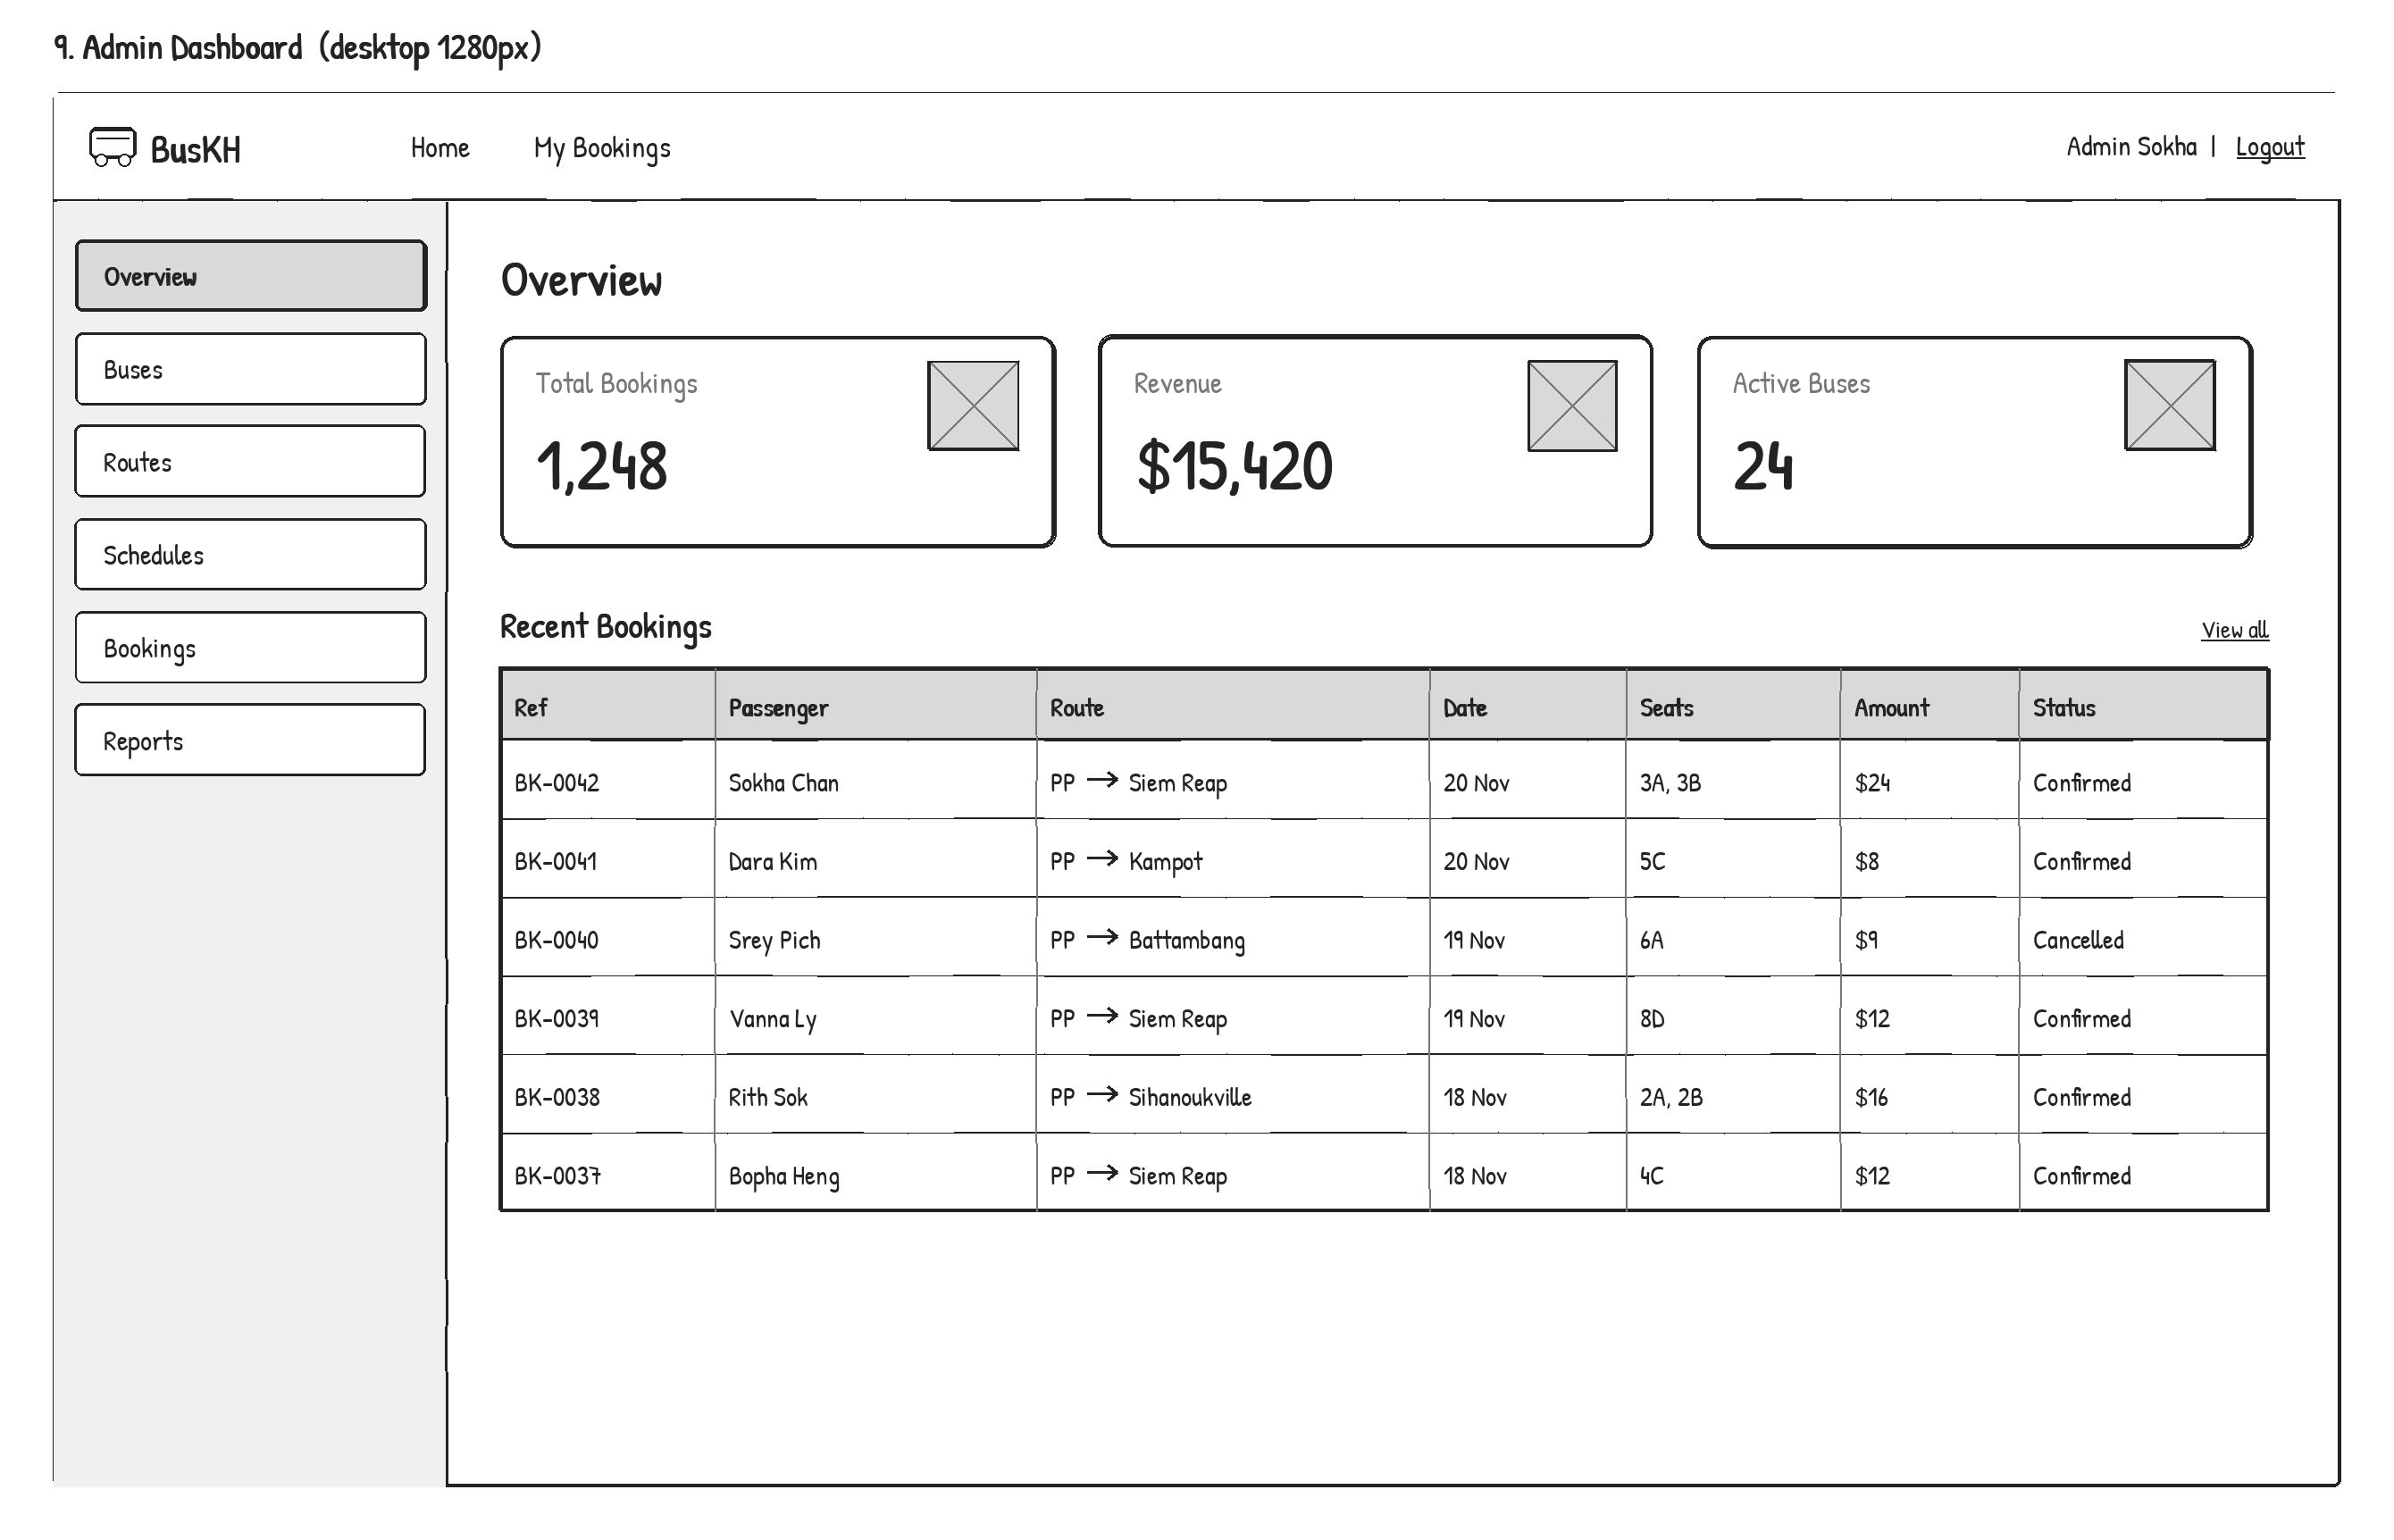 9. Admin Dashboard (desktop 1280px)
BusKH Home My Bookings Admin Sokha | Logout
Overview
Buses
Routes
Schedules
Bookings
Reports
Overview
Total Bookings
1,248
Revenue
$15,420
Active Buses
24
Recent Bookings View all
Ref Passenger Route Date Seats Amount Status
BK-0042 Sokha Chan PP → Siem Reap 20 Nov 3A, 3B $24 Confirmed
BK-0041 Dara Kim PP → Kampot 20 Nov 5C $8 Confirmed
BK-0040 Srey Pich PP → Battambang 19 Nov 6A $9 Cancelled
BK-0039 Vanna Ly PP → Siem Reap 19 Nov 8D $12 Confirmed
BK-0038 Rith Sok PP → Sihanoukville 18 Nov 2A, 2B $16 Confirmed
BK-0037 Bopha Heng PP → Siem Reap 18 Nov 4C $12 Confirmed